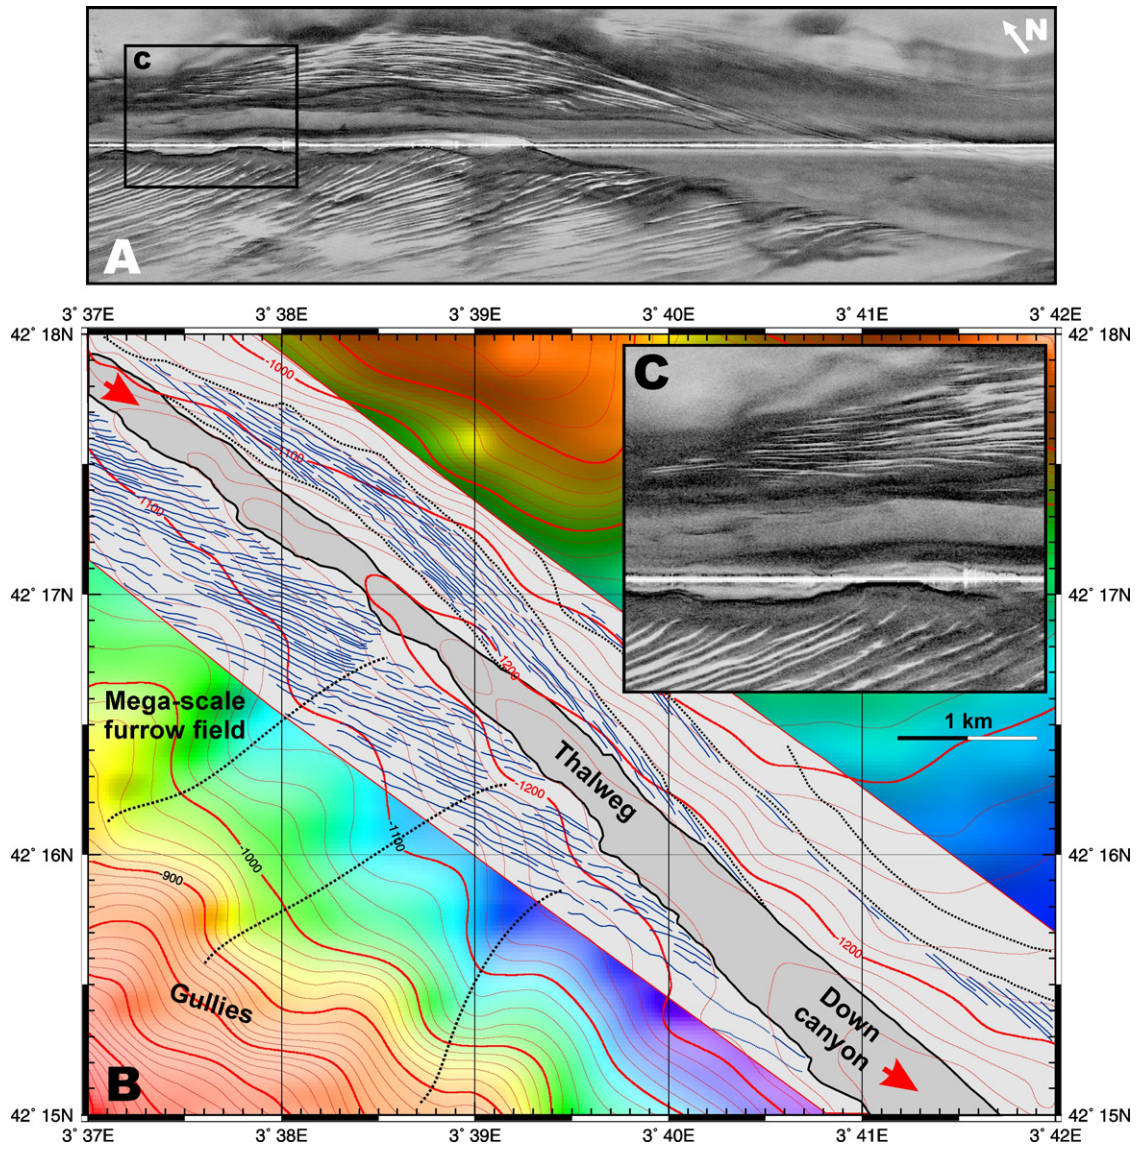 N
C
A
3° 37E 3° 38E 3° 39E 3° 40E 3° 41E 3° 42E
42° 18N 42° 18N
C
-1000
-1100
-1100
42° 17N 42° 17N
-1200
Mega-scale
furrow field
1 km
Thalweg
-1200
-1100
-1000
42° 16N 42° 16N
-900
-1200
Gullies
Down
canyon
B
42° 15N 42° 15N
3° 37E 3° 38E 3° 39E 3° 40E 3° 41E 3° 42E